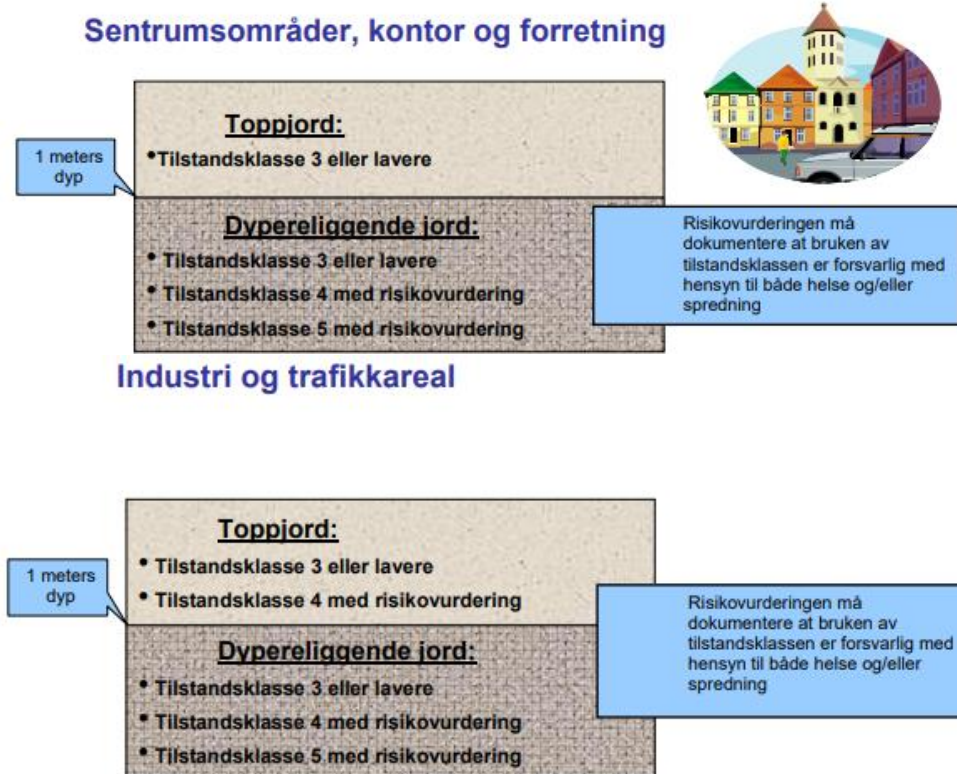 Sentrumsområder, kontor og forretning
Toppjord:
•Tilstandsklasse 3 eller lavere
1 meters
dyp
Dypereliggende jord:
• Tilstandsklasse 3 eller lavere
• Tilstandsklasse 4 med risikovurdering
• Tilstandsklasse 5 med risikovurdering
Risikovurderingen må
dokumentere at bruken av
tilstandsklassen er forsvarlig med
hensyn til både helse og/eller
spredning
Industri og trafikkareal
Toppjord:
• Tilstandsklasse 3 eller lavere
• Tilstandsklasse 4 med risikovurdering
1 meters
dyp
Dypereliggende jord:
• Tilstandsklasse 3 eller lavere
• Tilstandsklasse 4 med risikovurdering
• Tilstandsklasse 5 med risikovurdering
Risikovurderingen må
dokumentere at bruken av
tilstandsklassen er forsvarlig med
hensyn til både helse og/eller
spredning